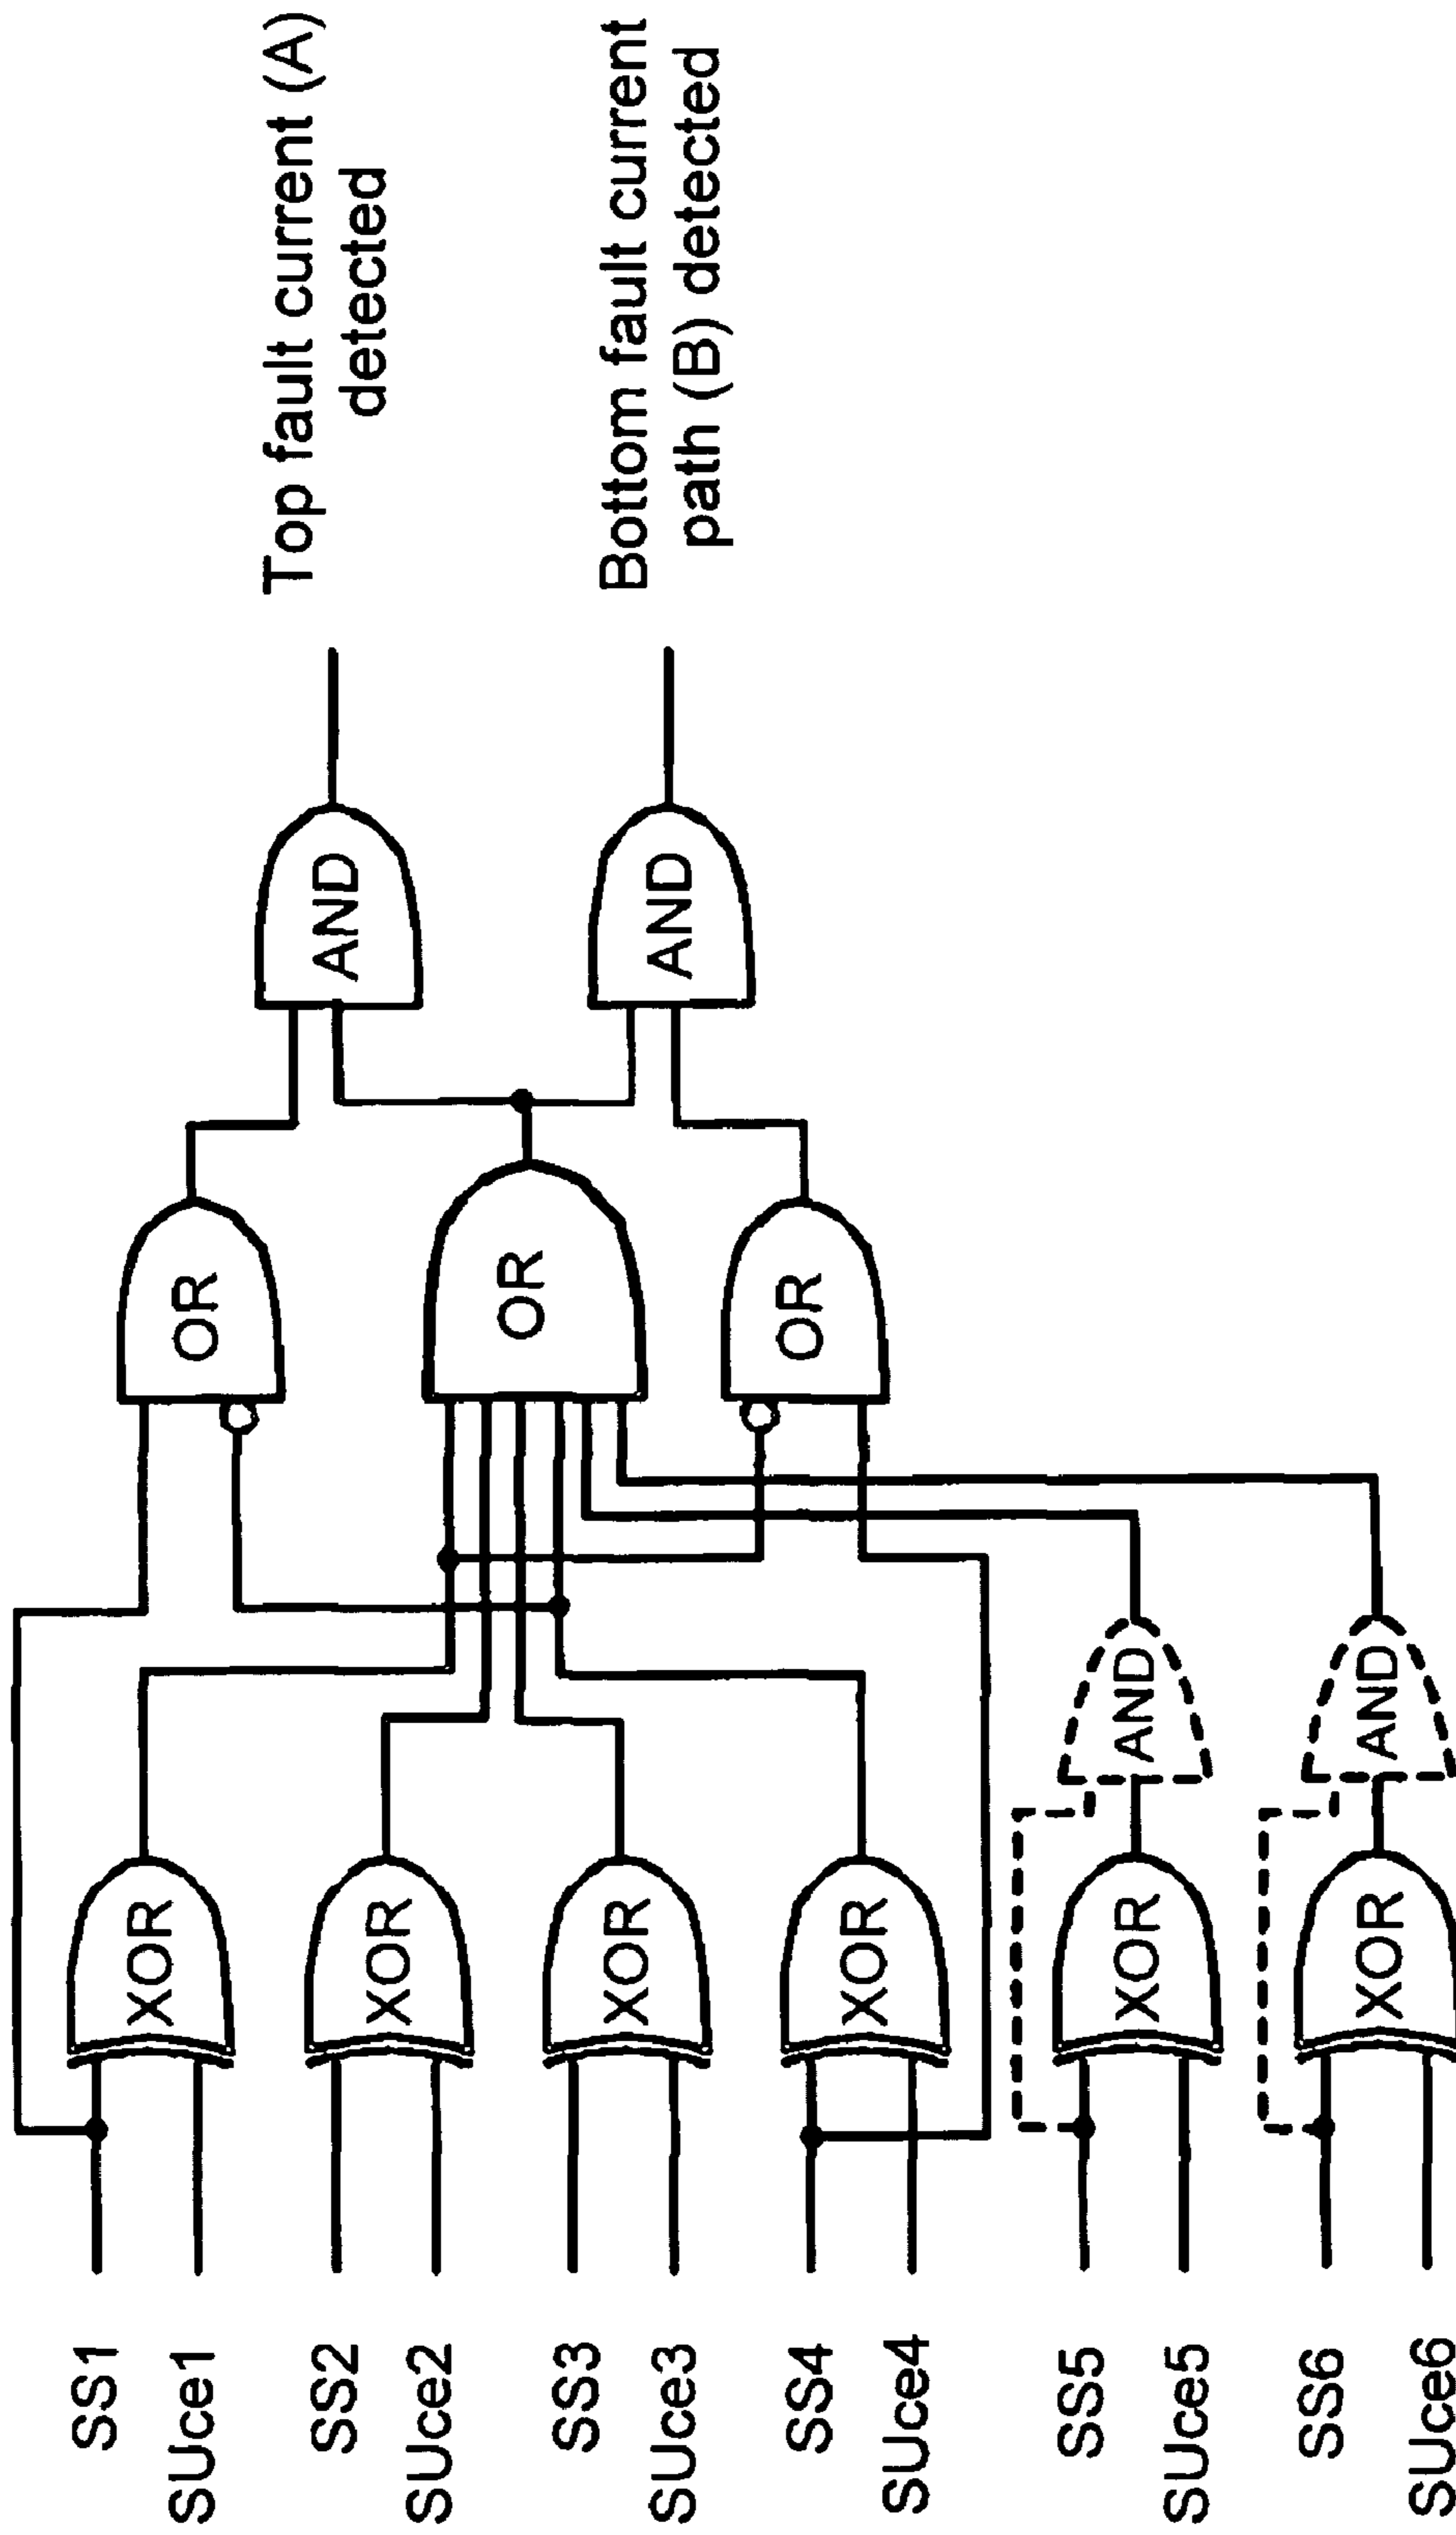 SS1
SUce1
SS2
SUce2
SS3
SUce3
SS4
SUce4
SS5
SUce5
SS6
SUce6
XOR
XOR
XOR
XOR
XOR
XOR
AND
AND
OR
OR
OR
AND
AND
Top fault current (A)
detected
Bottom fault current
path (B) detected